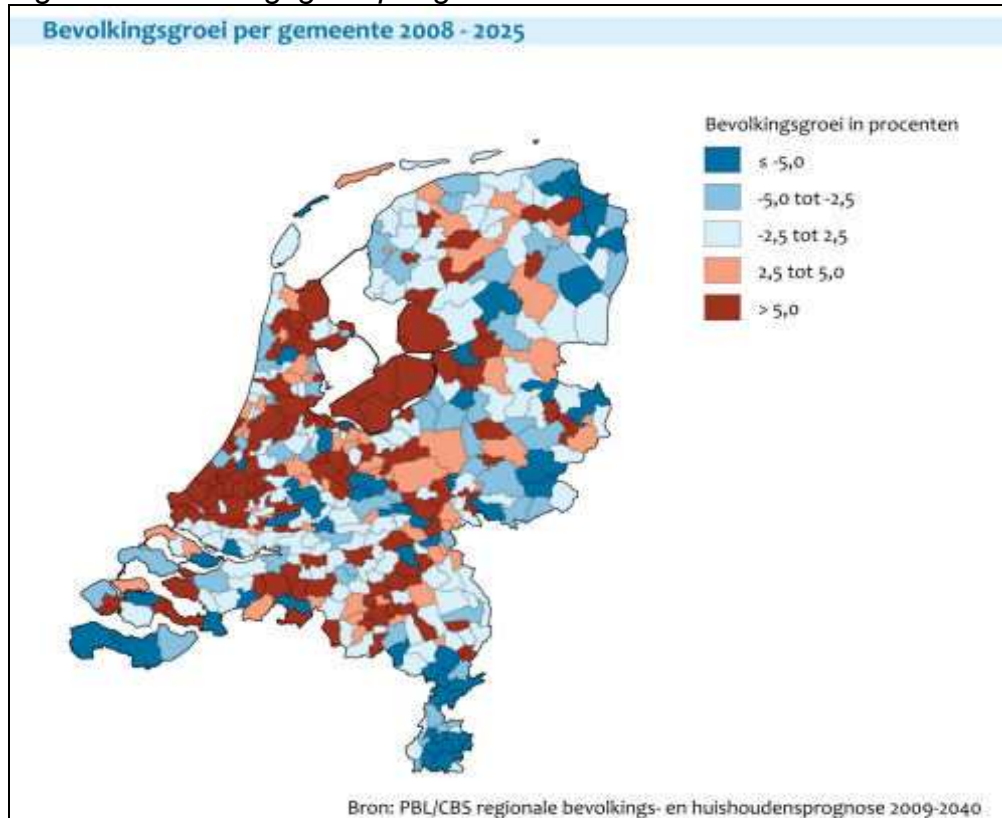 Bevolkingsgroei per gemeente 2008 - 2025
Bevolkingsgroei in procenten
≤ -5,0
-5,0 tot -2,5
-2,5 tot 2,5
2,5 tot 5,0
> 5,0
Bron: PBL/CBS regionale bevolkings- en huishoudensprognose 2009-2040